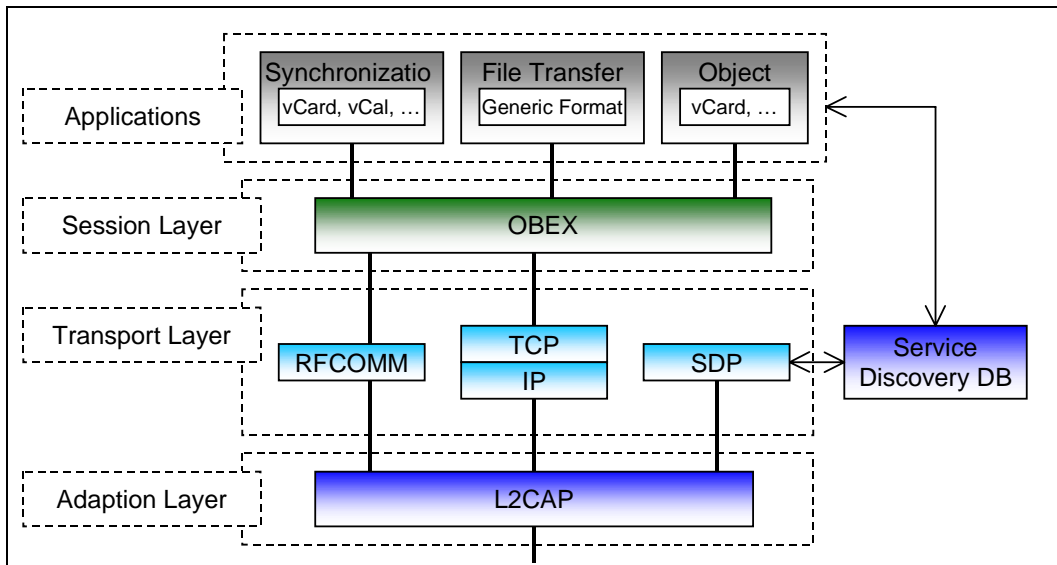 Synchronizatio
File Transfer
Object
vCard, vCal, …
Generic Format
vCard, …
Applications
Session Layer
OBEX
Transport Layer
RFCOMM
TCP
IP
SDP
Service
Discovery DB
Adaption Layer
L2CAP